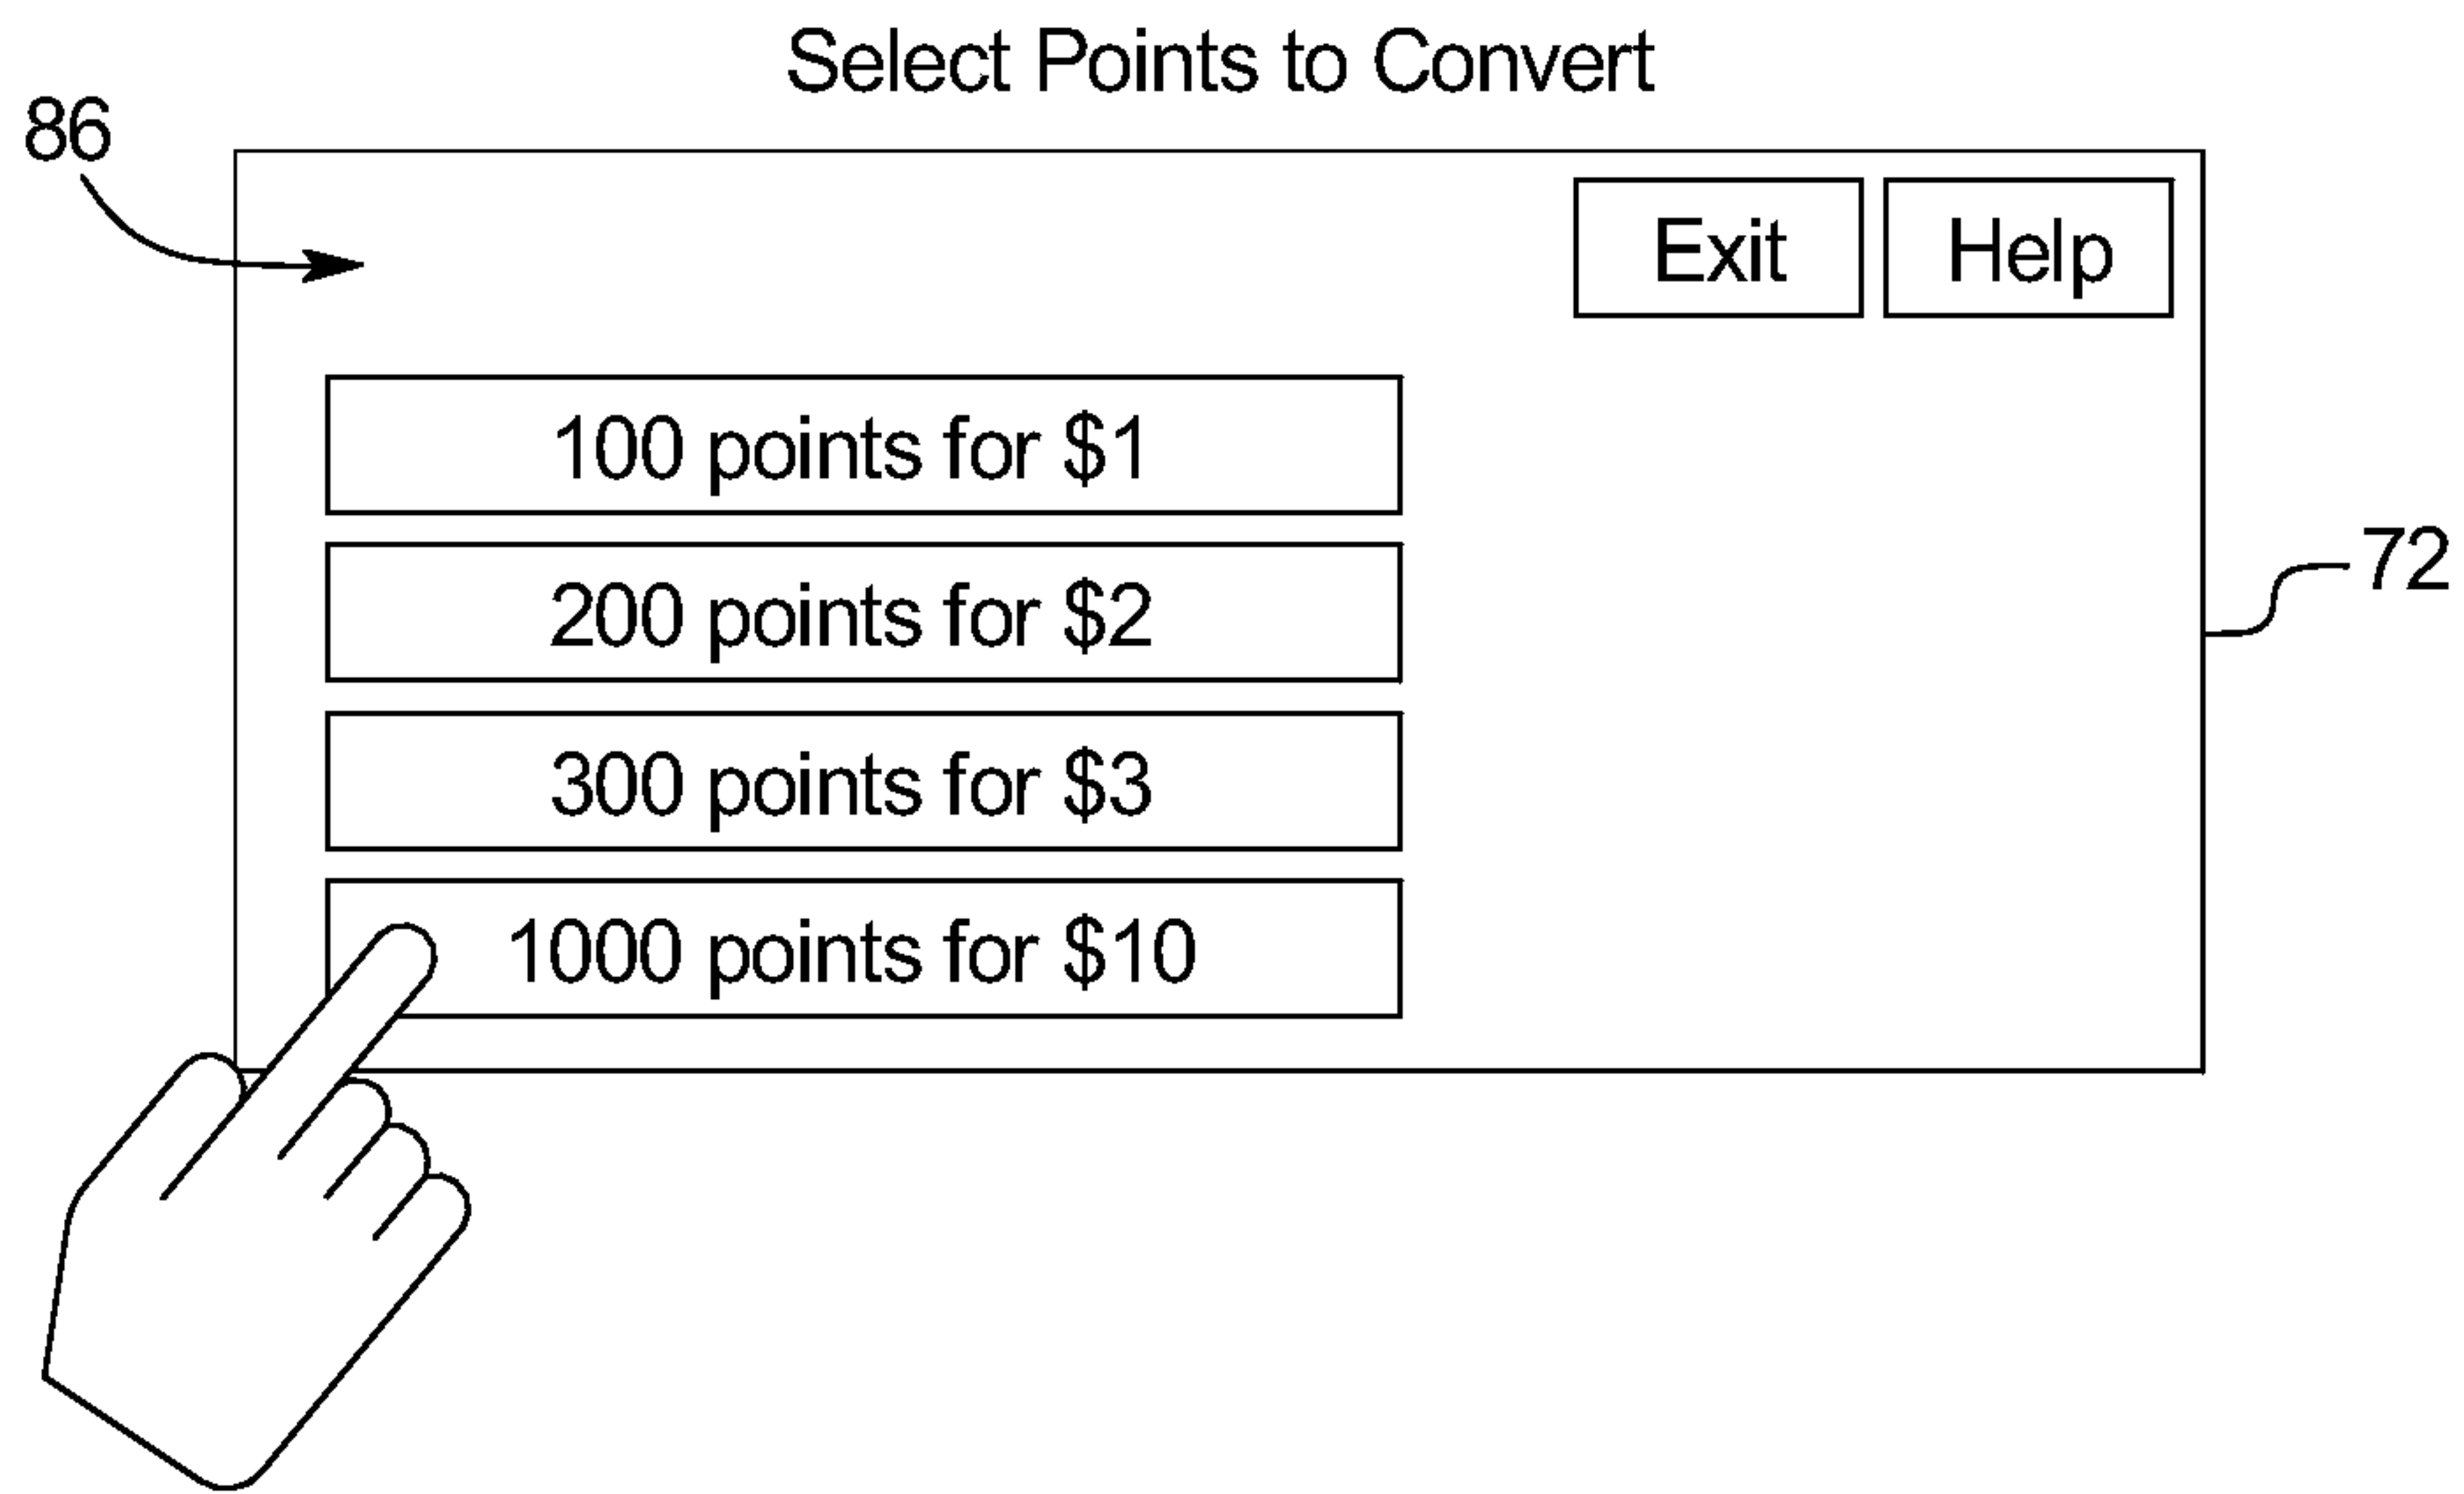 Select Points to Convert
86
Exit
Help
100 points for $1
200 points for $2
72
300 points for $3
1000 points for $10